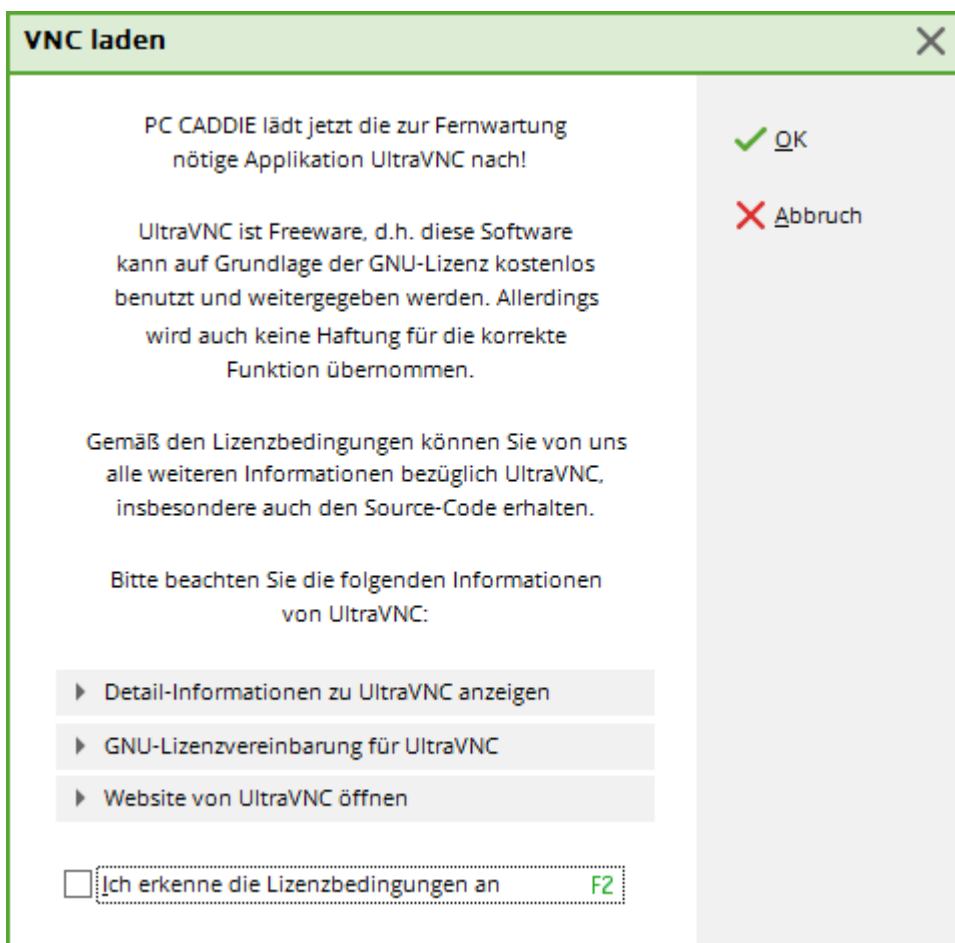 VNC laden
PC CADDIE lädt jetzt die zur Fernwartung
nötige Applikation UltraVNC nach!
OK
Abbruch
UltraVNC ist Freeware, d.h. diese Software
kann auf Grundlage der GNU-Lizenz kostenlos
benutzt und weitergegeben werden. Allerdings
wird auch keine Haftung für die korrekte
Funktion übernommen.
Gemäß den Lizenzbedingungen können Sie von uns
alle weiteren Informationen bezüglich UltraVNC,
insbesondere auch den Source-Code erhalten.
Bitte beachten Sie die folgenden Informationen
von UltraVNC:
Detail-Informationen zu UltraVNC anzeigen
GNU-Lizenzvereinbarung für UltraVNC
Website von UltraVNC öffnen
Ich erkenne die Lizenzbedingungen an F2